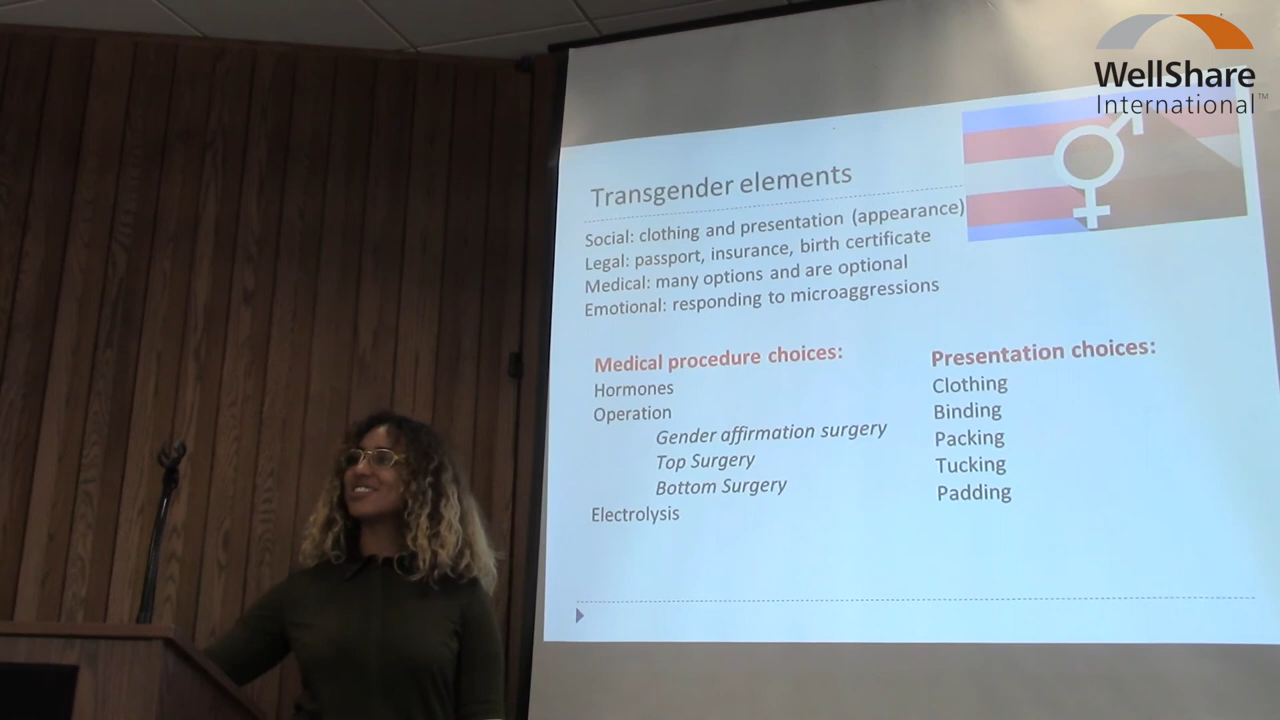 WellShare
International™
Transgender elements
Social: clothing and presentation (appearance)
Legal: passport, insurance, birth certificate
Medical: many options and are optional
Emotional: responding to microaggressions
Medical procedure choices:
Hormones
Operation
Gender affirmation surgery
Top Surgery
Bottom Surgery
Electrolysis
Presentation choices:
Clothing
Binding
Packing
Tucking
Padding